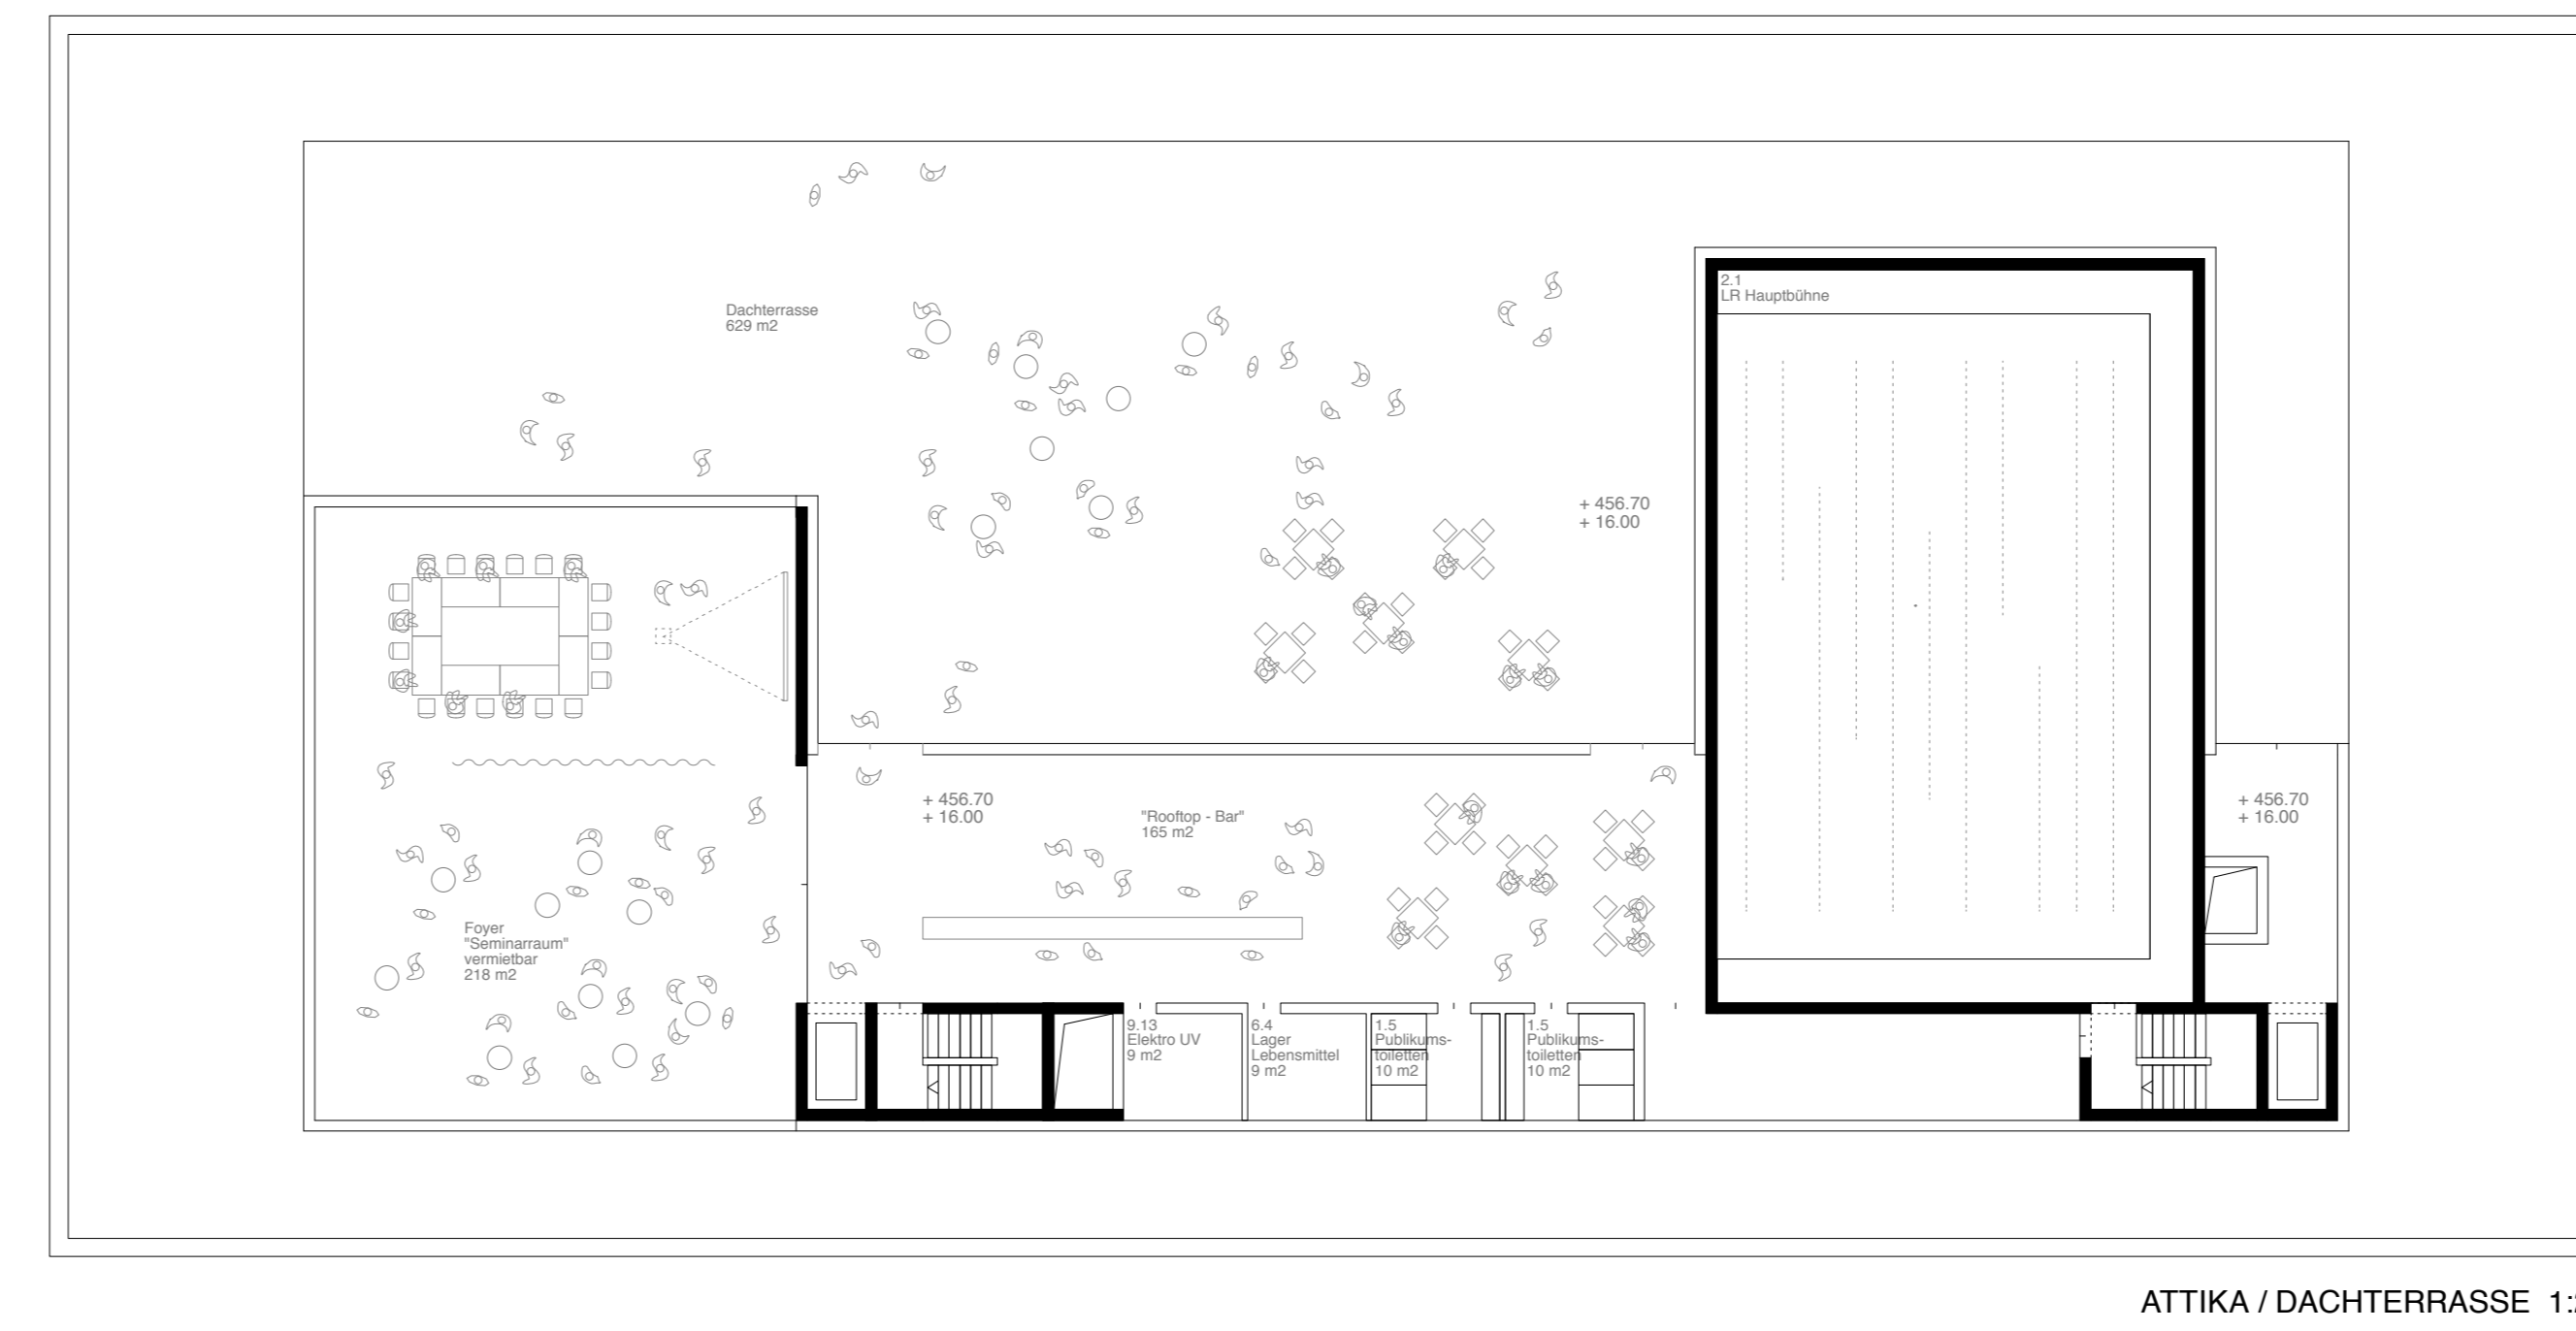 Dachterrasse
629 m2
2.1
LR Hauptbühne
+ 456.70
+ 16.00
+ 456.70
+ 16.00
"Rooftop - Bar"
165 m2
+ 456.70
+ 16.00
Foyer
"Seminarraum"
vermietbar
218 m2
9.13
Elektro UV
9 m2
6.4
Lager
Lebensmittel
9 m2
1.5
Publikums-
toiletten
10 m2
1.5
Publikums-
toiletten
10 m2
ATTIKA / DACHTERRASSE 1: